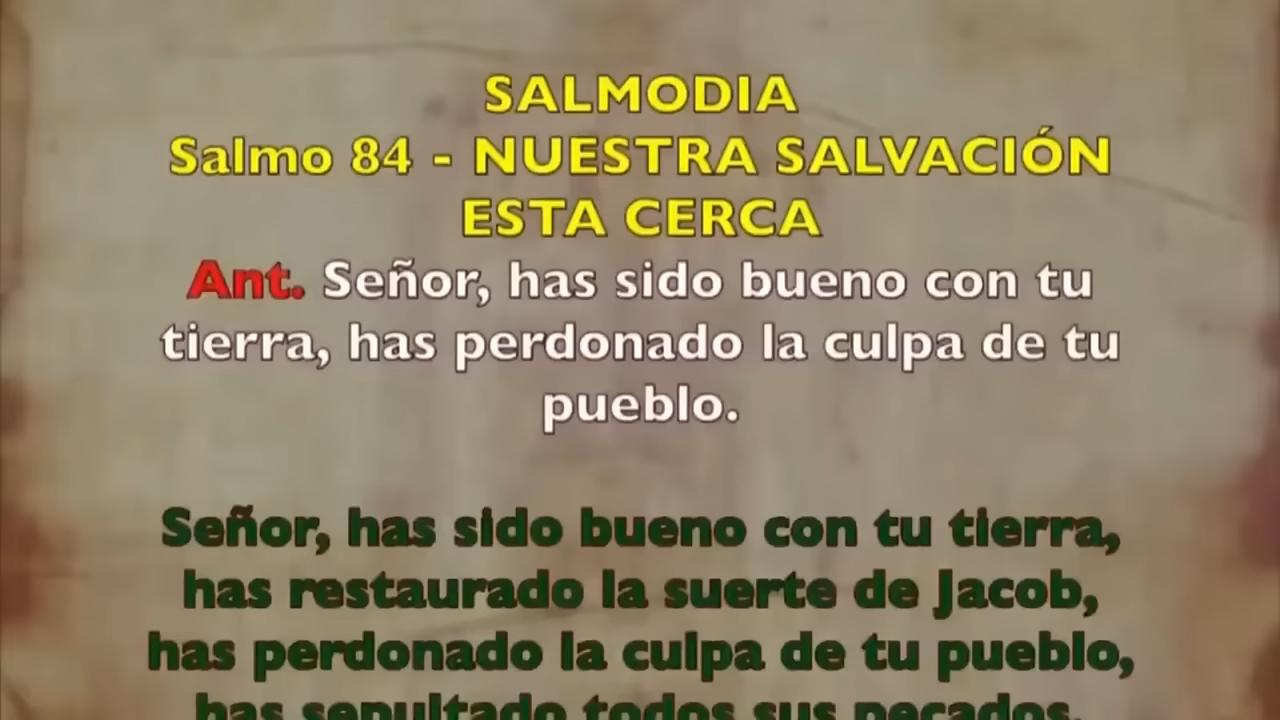 SALMODIA
Salmo 84 - NUESTRA SALVACIÓN
ESTA CERCA
Ant. Señor, has sido bueno con tu
tierra, has perdonado la culpa de tu
pueblo.
Señor, has sido bueno con tu tierra,
has restaurado la suerte de Jacob,
has perdonado la culpa de tu pueblo,
has sepultado todos sus pecados,